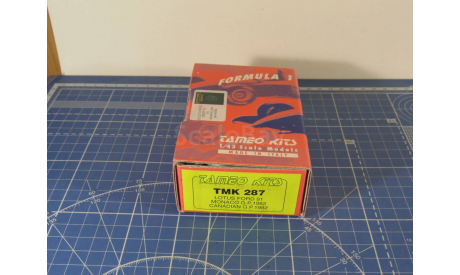 FORMULA 1
TAMEO KITS
1/43 Scale Models
MADE IN ITALY
TAMEO KITS
TMK 287
LOTUS FORD 91
MONACO G.P. 1982
CANADIAN G.P. 1982